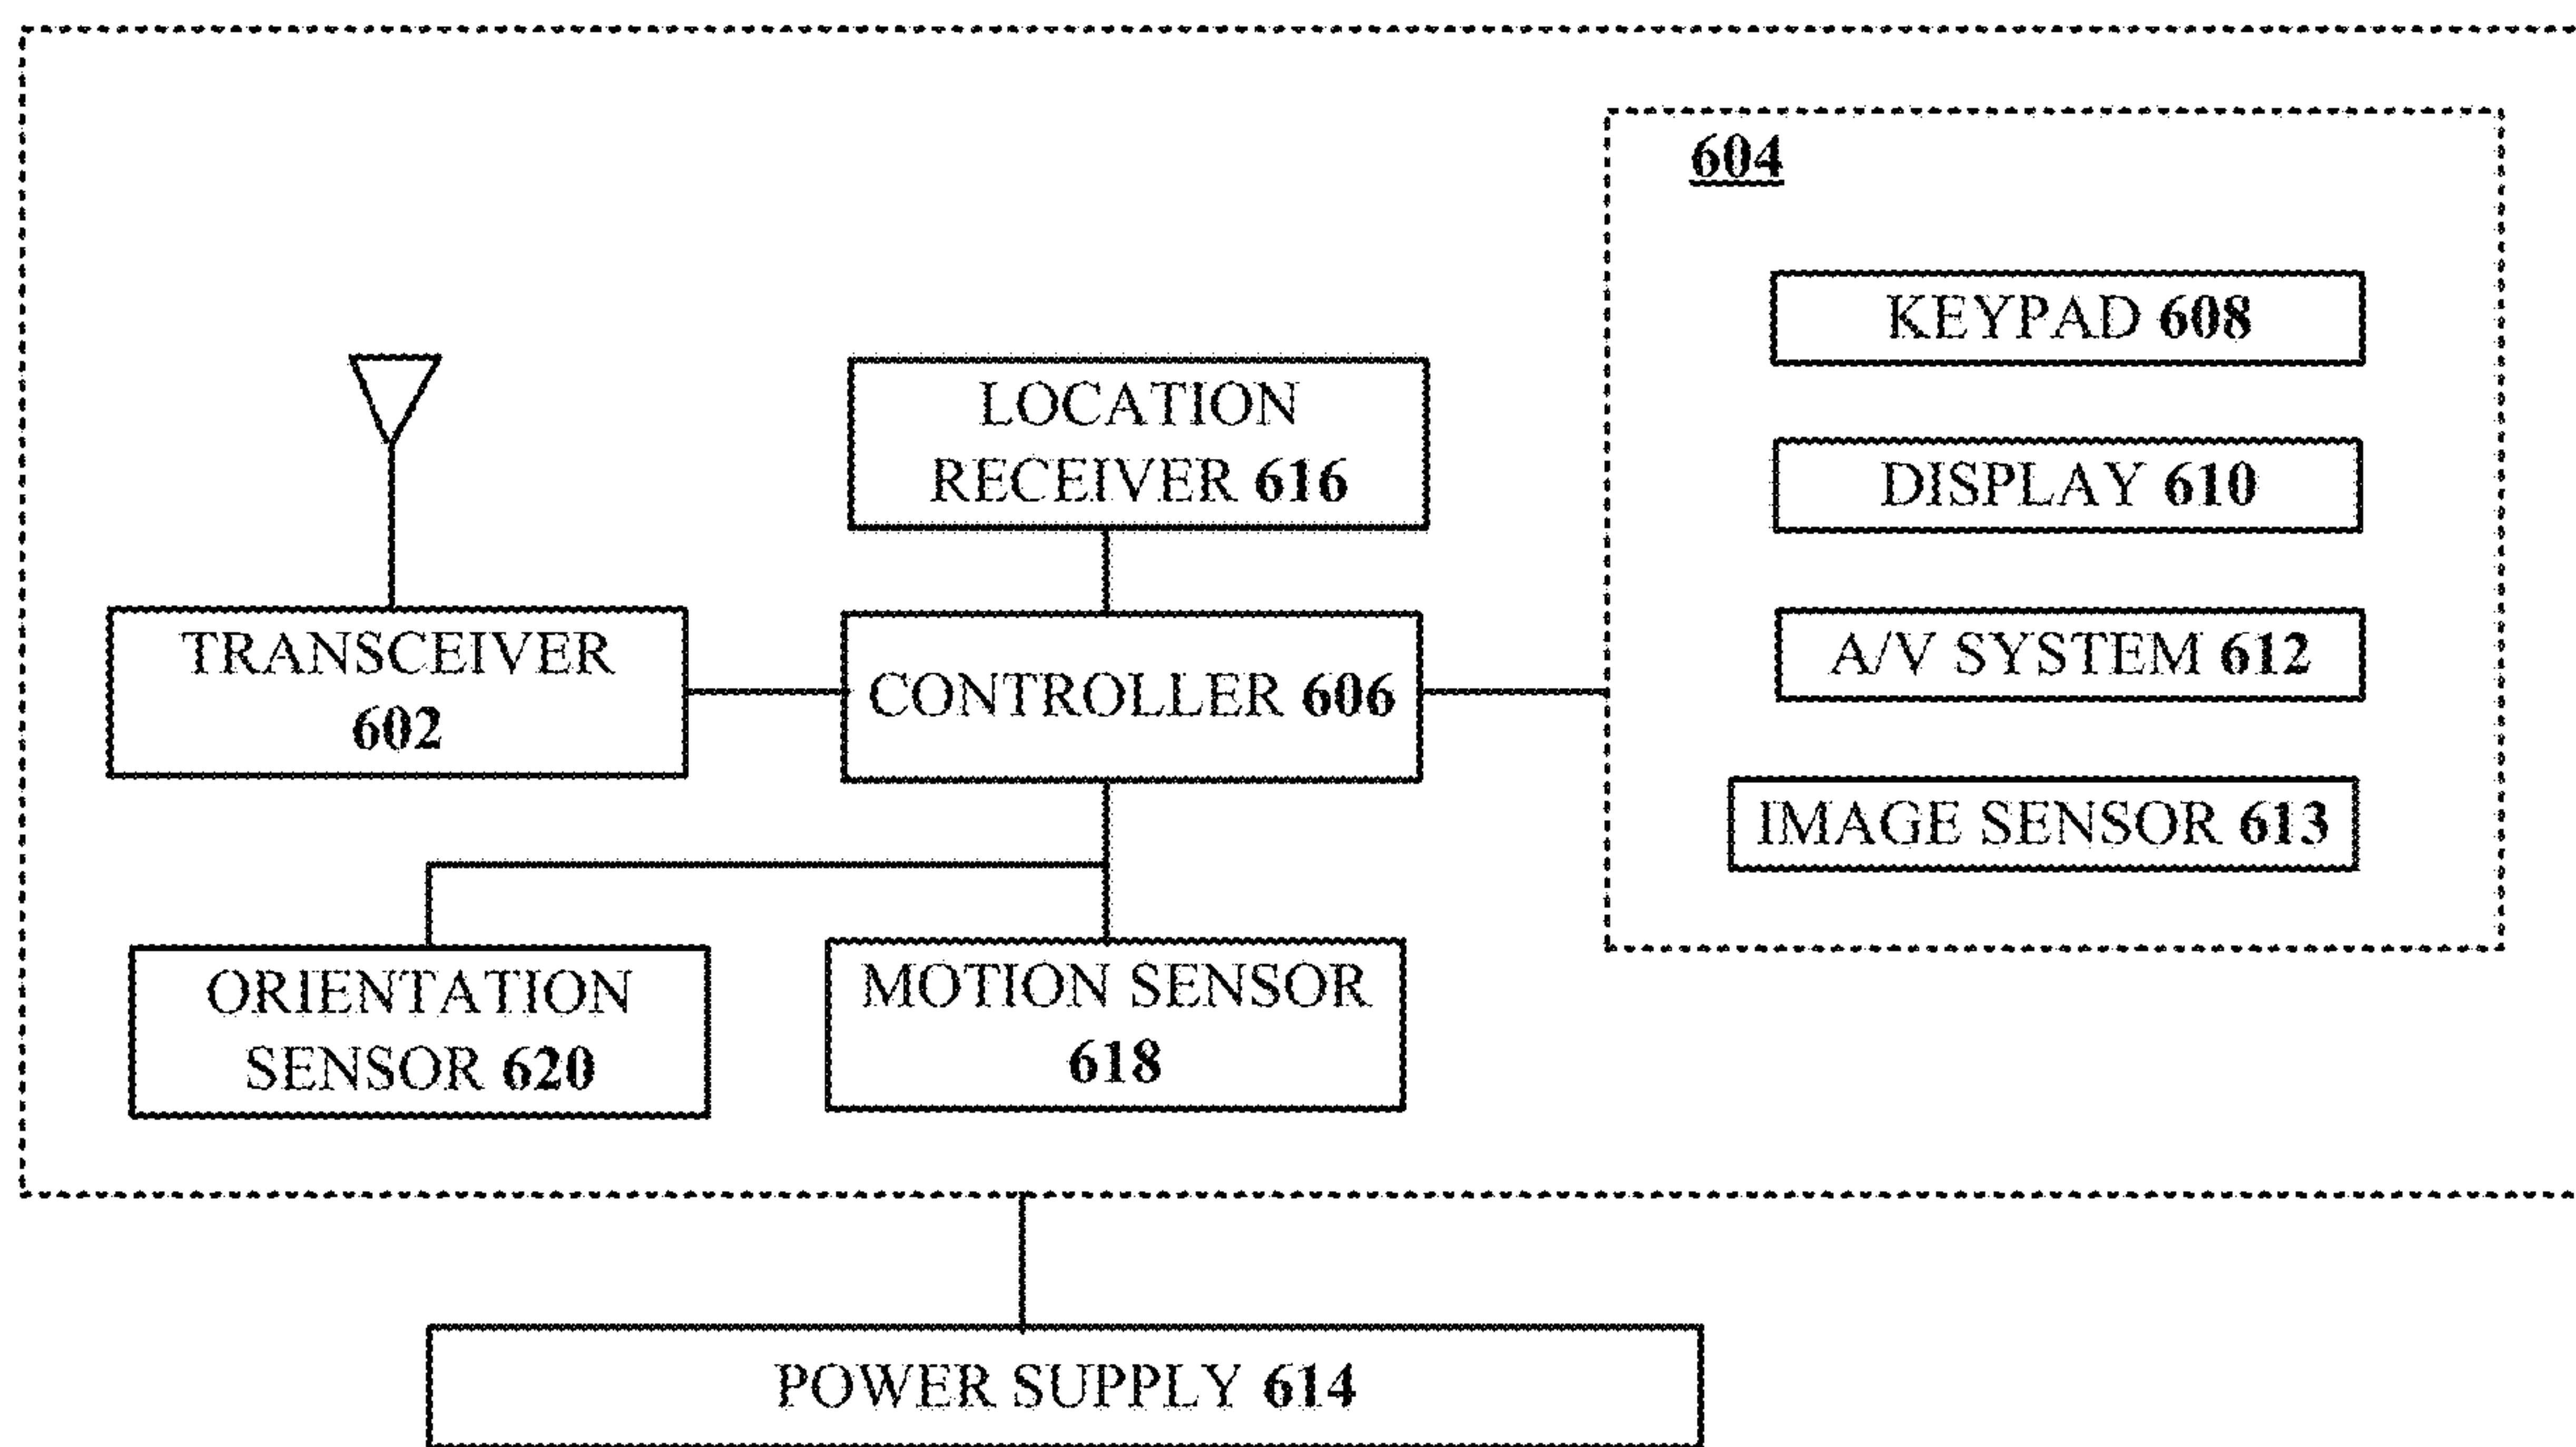 604
KEYPAD 608
DISPLAY 610
A/V SYSTEM 612
IMAGE SENSOR 613
LOCATION
RECEIVER 616
TRANSCEIVER
602
CONTROLLER 606
ORIENTATION
SENSOR 620
MOTION SENSOR
618
POWER SUPPLY 614